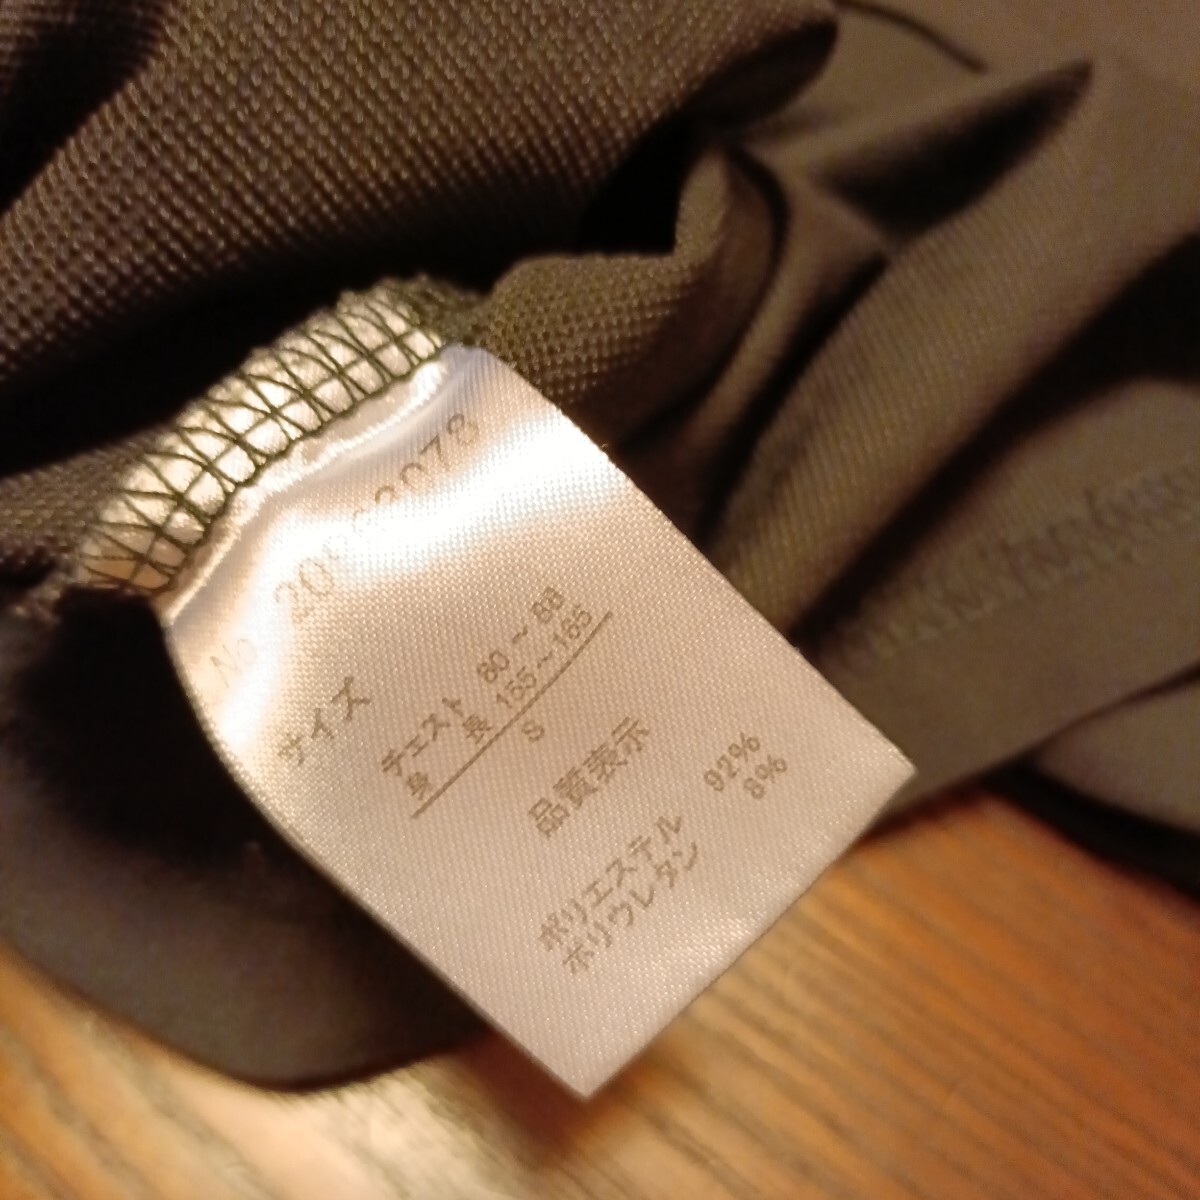 No.
サイズ
チェスト 80～88
身　長 155～165
S
品質表示
ポリエステル 92%
ポリウレタン 8%